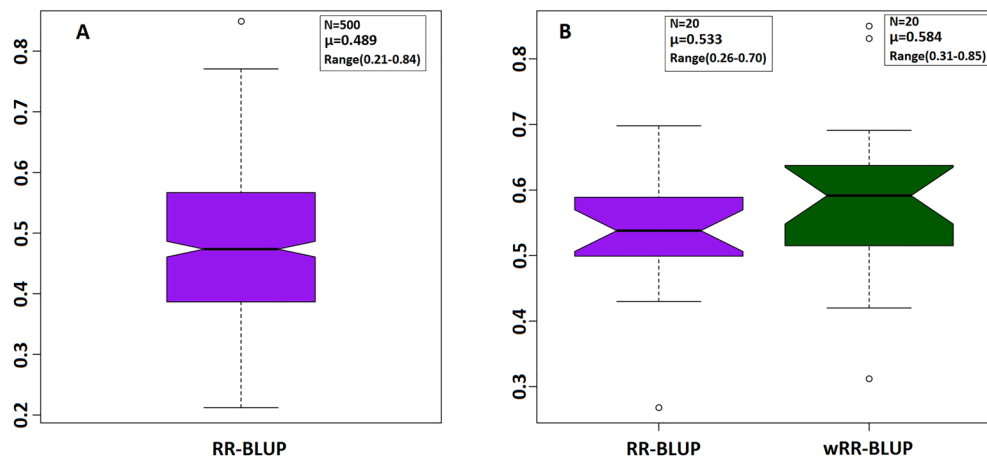 A
N=500
μ=0.489
Range(0.21-0.84)
0.8
0.7
0.6
0.5
0.4
0.3
0.2
RR-BLUP
B
N=20
μ=0.533
Range(0.26-0.70)
N=20
μ=0.584
Range(0.31-0.85)
0.8
0.7
0.6
0.5
0.4
0.3
RR-BLUP
wRR-BLUP